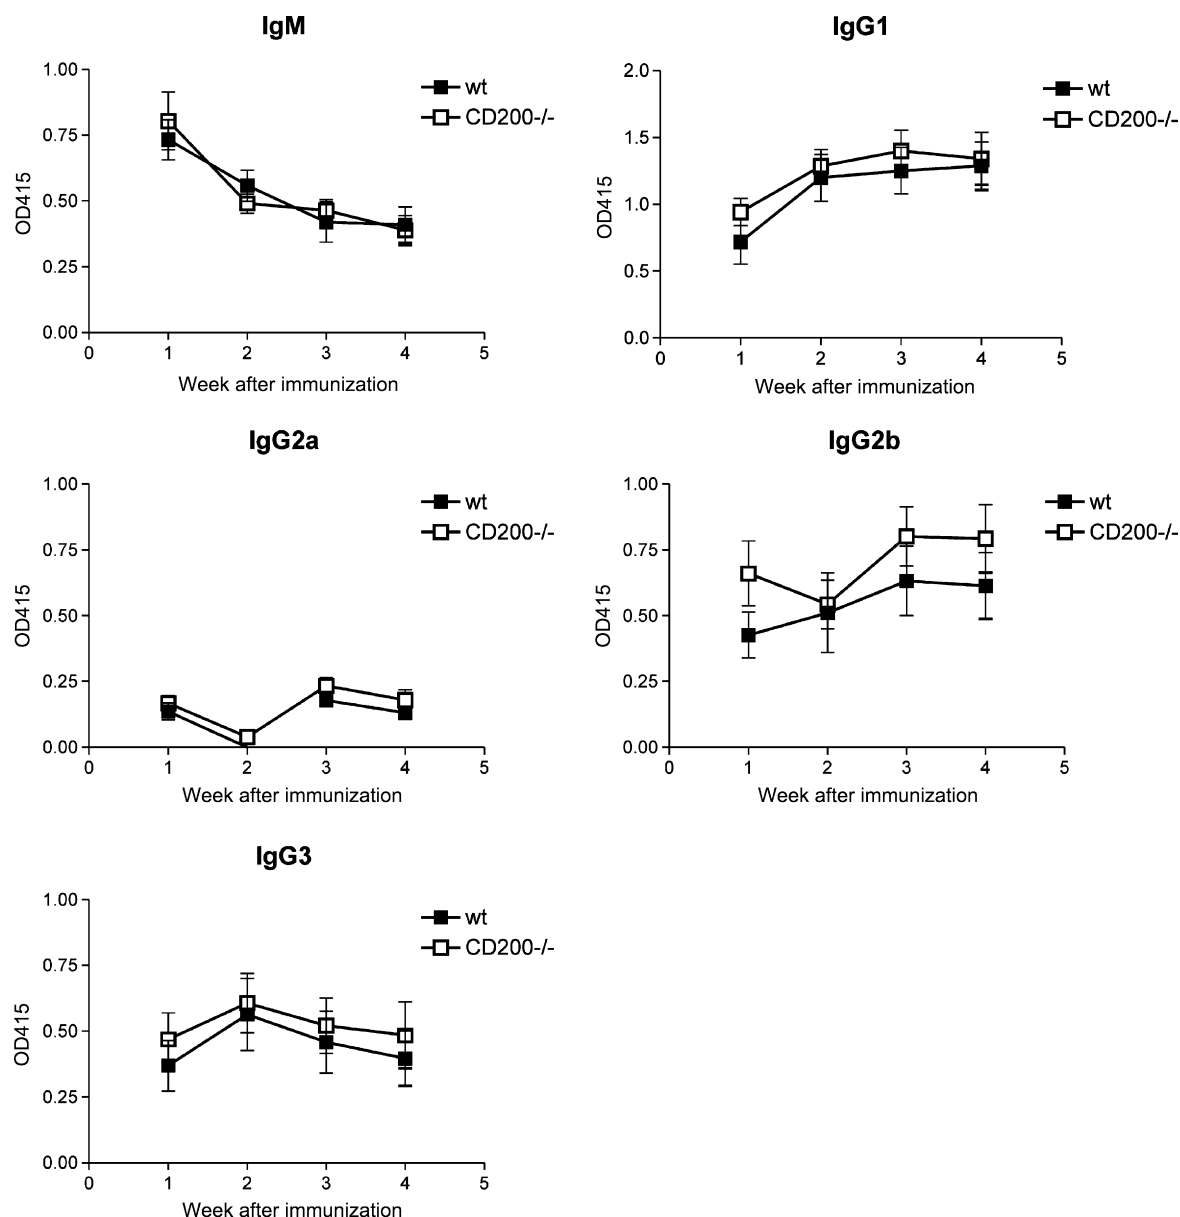 IgM
1.00
0.75
0.50
0.25
0.00
OD415
wt
CD200-/-
0 1 2 3 4 5
Week after immunization
IgG1
2.0
1.5
1.0
0.5
0.0
OD415
wt
CD200-/-
0 1 2 3 4 5
Week after immunization
IgG2a
1.00
0.75
0.50
0.25
0.00
OD415
wt
CD200-/-
0 1 2 3 4 5
Week after immunization
IgG2b
1.00
0.75
0.50
0.25
0.00
OD415
wt
CD200-/-
0 1 2 3 4 5
Week after immunization
IgG3
1.00
0.75
0.50
0.25
0.00
OD415
wt
CD200-/-
0 1 2 3 4 5
Week after immunization